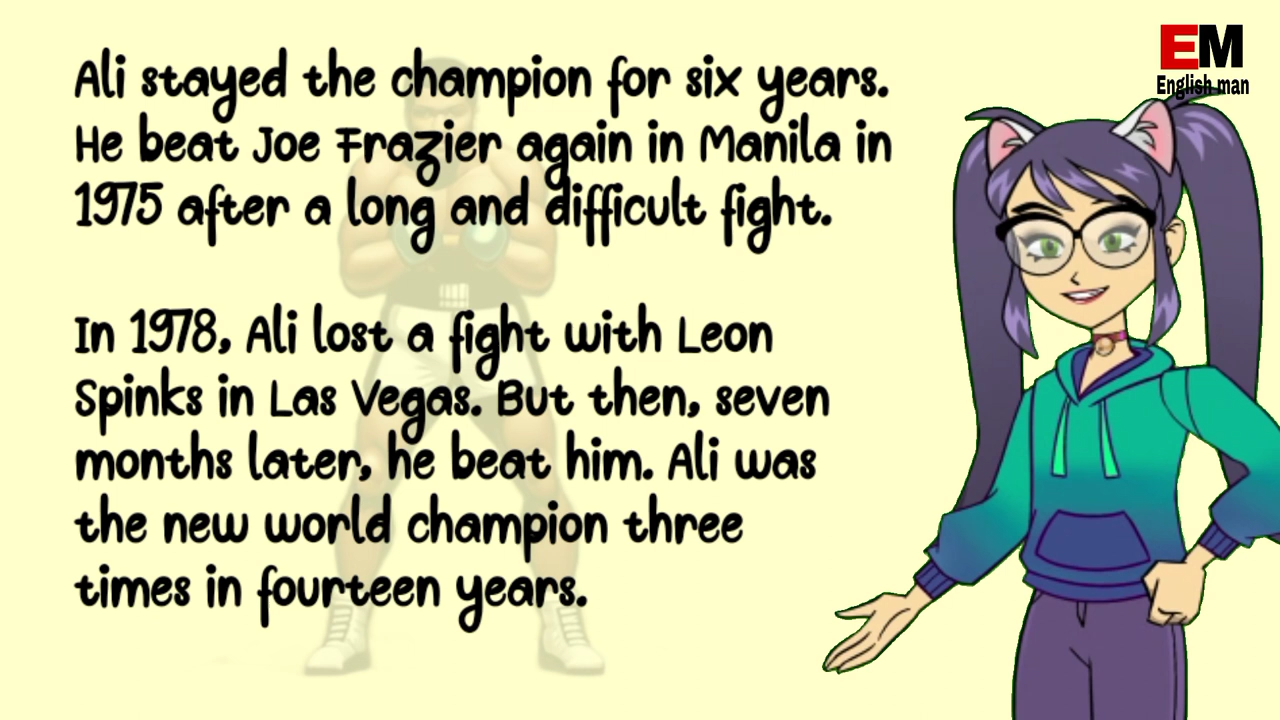 EM
English man
Ali stayed the champion for six years.
He beat Joe Frazier again in Manila in
1975 after a long and difficult fight.
In 1978, Ali lost a fight with Leon
Spinks in Las Vegas. But then, seven
months later, he beat him. Ali was
the new world champion three
times in fourteen years.